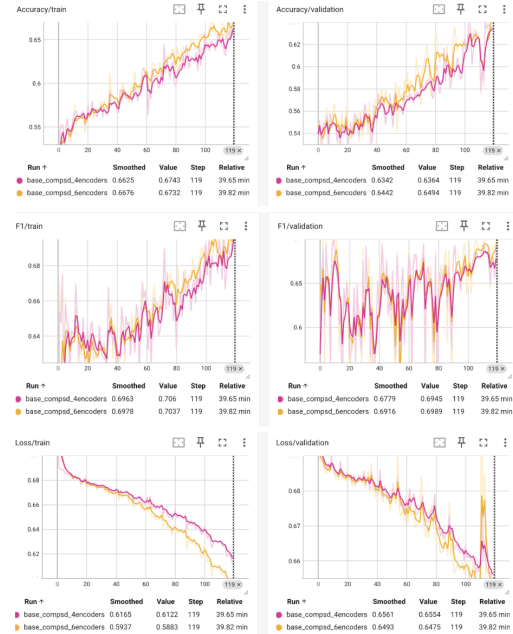 Accuracy/train
0.65
0.6
0.55
0 20 40 60 80 100 119 ×
Run ↑ Smoothed Value Step Relative
base_compsd_4encoders 0.6625 0.6743 119 39.65 min
base_compsd_6encoders 0.6676 0.6732 119 39.82 min
Accuracy/validation
0.62
0.6
0.58
0.56
0.54
0 20 40 60 80 100 119 ×
Run ↑ Smoothed Value Step Relative
base_compsd_4encoders 0.6342 0.6364 119 39.65 min
base_compsd_6encoders 0.6442 0.6494 119 39.82 min
F1/train
0.68
0.66
0.64
0 20 40 60 80 100 119 ×
Run ↑ Smoothed Value Step Relative
base_compsd_4encoders 0.6963 0.706 119 39.65 min
base_compsd_6encoders 0.6978 0.7037 119 39.82 min
F1/validation
0.65
0.6
0 20 40 60 80 100 119 ×
Run ↑ Smoothed Value Step Relative
base_compsd_4encoders 0.6779 0.6945 119 39.65 min
base_compsd_6encoders 0.6916 0.6989 119 39.82 min
Loss/train
0.68
0.66
0.64
0.62
0 20 40 60 80 100 119 ×
Run ↑ Smoothed Value Step Relative
base_compsd_4encoders 0.6165 0.6122 119 39.65 min
base_compsd_6encoders 0.5937 0.5883 119 39.82 min
Loss/validation
0.68
0.67
0.66
0 20 40 60 80 100 119 ×
Run ↑ Smoothed Value Step Relative
base_compsd_4encoders 0.6561 0.6554 119 39.65 min
base_compsd_6encoders 0.6493 0.6475 119 39.82 min